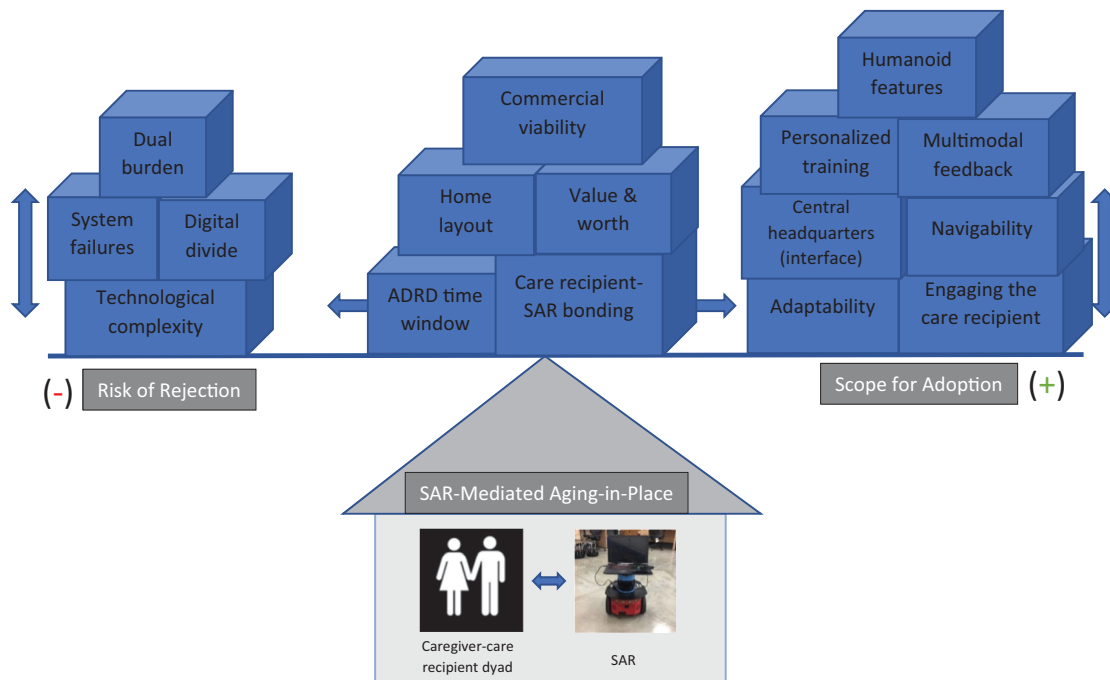 Dual
burden
System
failures
Digital
divide
Technological
complexity
Commercial
viability
Home
layout
Value &
worth
ADRD time
window
Care recipient-
SAR bonding
Humanoid
features
Personalized
training
Multimodal
feedback
Central
headquarters
(interface)
Navigability
Adaptability
Engaging the
care recipient
(-) Risk of Rejection
Scope for Adoption (+)
SAR-Mediated Aging-in-Place
Caregiver-care
recipient dyad
SAR